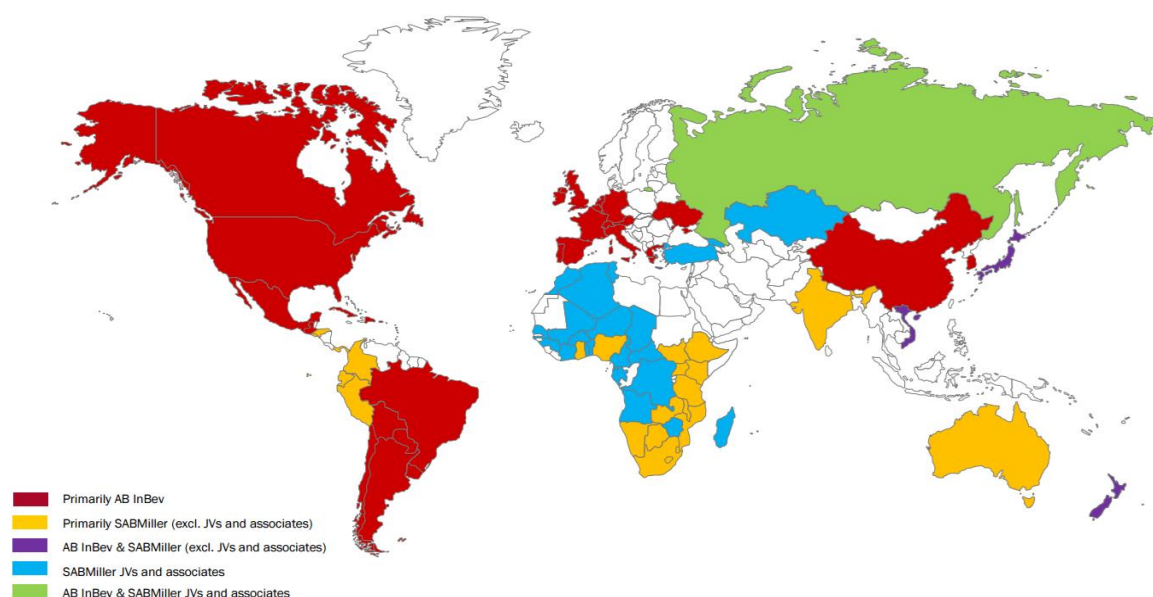 Primarily AB InBev
Primarily SABMiller (excl. JVs and associates)
AB InBev & SABMiller (excl. JVs and associates)
SABMiller JVs and associates
AB InBev & SABMiller JVs and associates